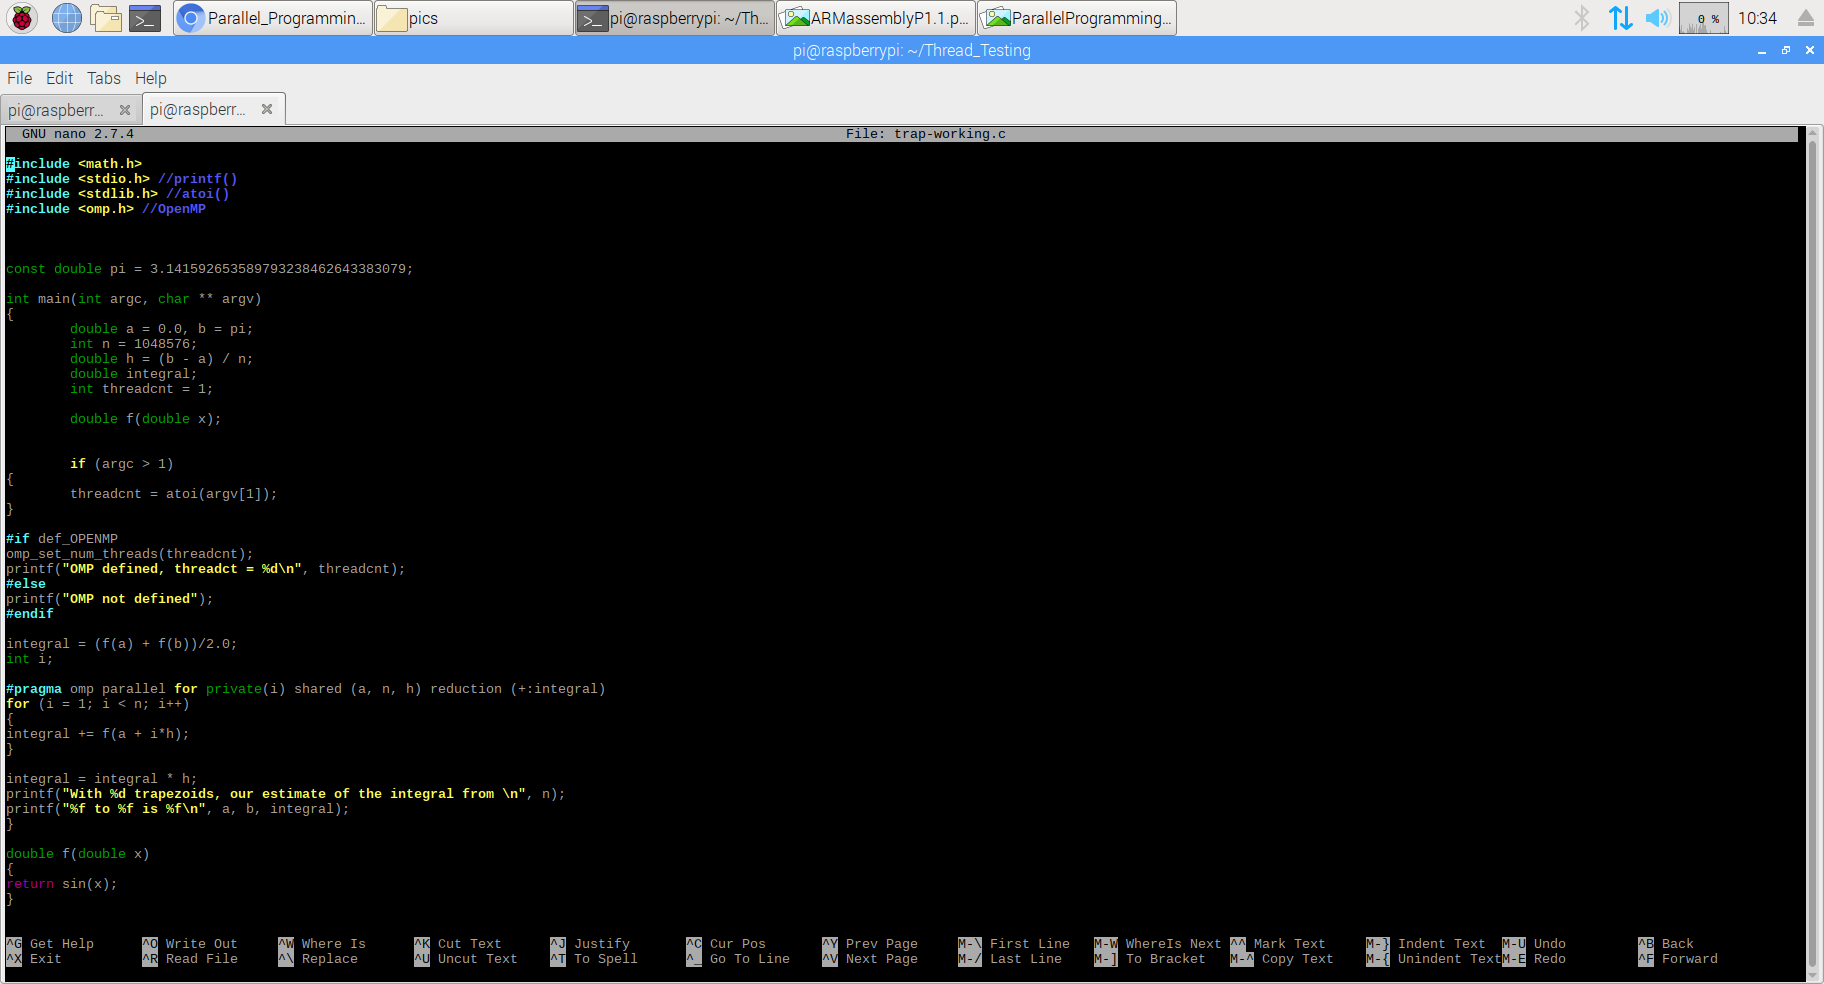 Parallel_Programmin...
pics
pi@raspberrypi: ~/Th...
ARMassemblyP1.1.p...
ParallelProgramming...
0 %
10:34
pi@raspberrypi: ~/Thread_Testing
File Edit Tabs Help
pi@raspberr...
pi@raspberr...
GNU nano 2.7.4 File: trap-working.c
#include <math.h>
#include <stdio.h> //printf()
#include <stdlib.h> //atoi()
#include <omp.h> //OpenMP
const double pi = 3.141592653589793238462643383079;
int main(int argc, char ** argv)
{
double a = 0.0, b = pi;
int n = 1048576;
double h = (b - a) / n;
double integral;
int threadcnt = 1;
double f(double x);
if (argc > 1)
{
threadcnt = atoi(argv[1]);
}
#if def_OPENMP
omp_set_num_threads(threadcnt);
printf("OMP defined, threadct = %d\n", threadcnt);
#else
printf("OMP not defined");
#endif
integral = (f(a) + f(b))/2.0;
int i;
#pragma omp parallel for private(i) shared (a, n, h) reduction (+:integral)
for (i = 1; i < n; i++)
{
integral += f(a + i*h);
}
integral = integral * h;
printf("With %d trapezoids, our estimate of the integral from \n", n);
printf("%f to %f is %f\n", a, b, integral);
}
double f(double x)
{
return sin(x);
}
^G Get Help ^O Write Out ^W Where Is ^K Cut Text ^J Justify ^C Cur Pos ^Y Prev Page M-\ First Line M-W WhereIs Next ^^ Mark Text M-} Indent Text M-U Undo ^B Back
^X Exit ^R Read File ^\ Replace ^U Uncut Text ^T To Spell ^_ Go To Line ^V Next Page M-/ Last Line M-] To Bracket M-^ Copy Text M-{ Unindent Text M-E Redo ^F Forward